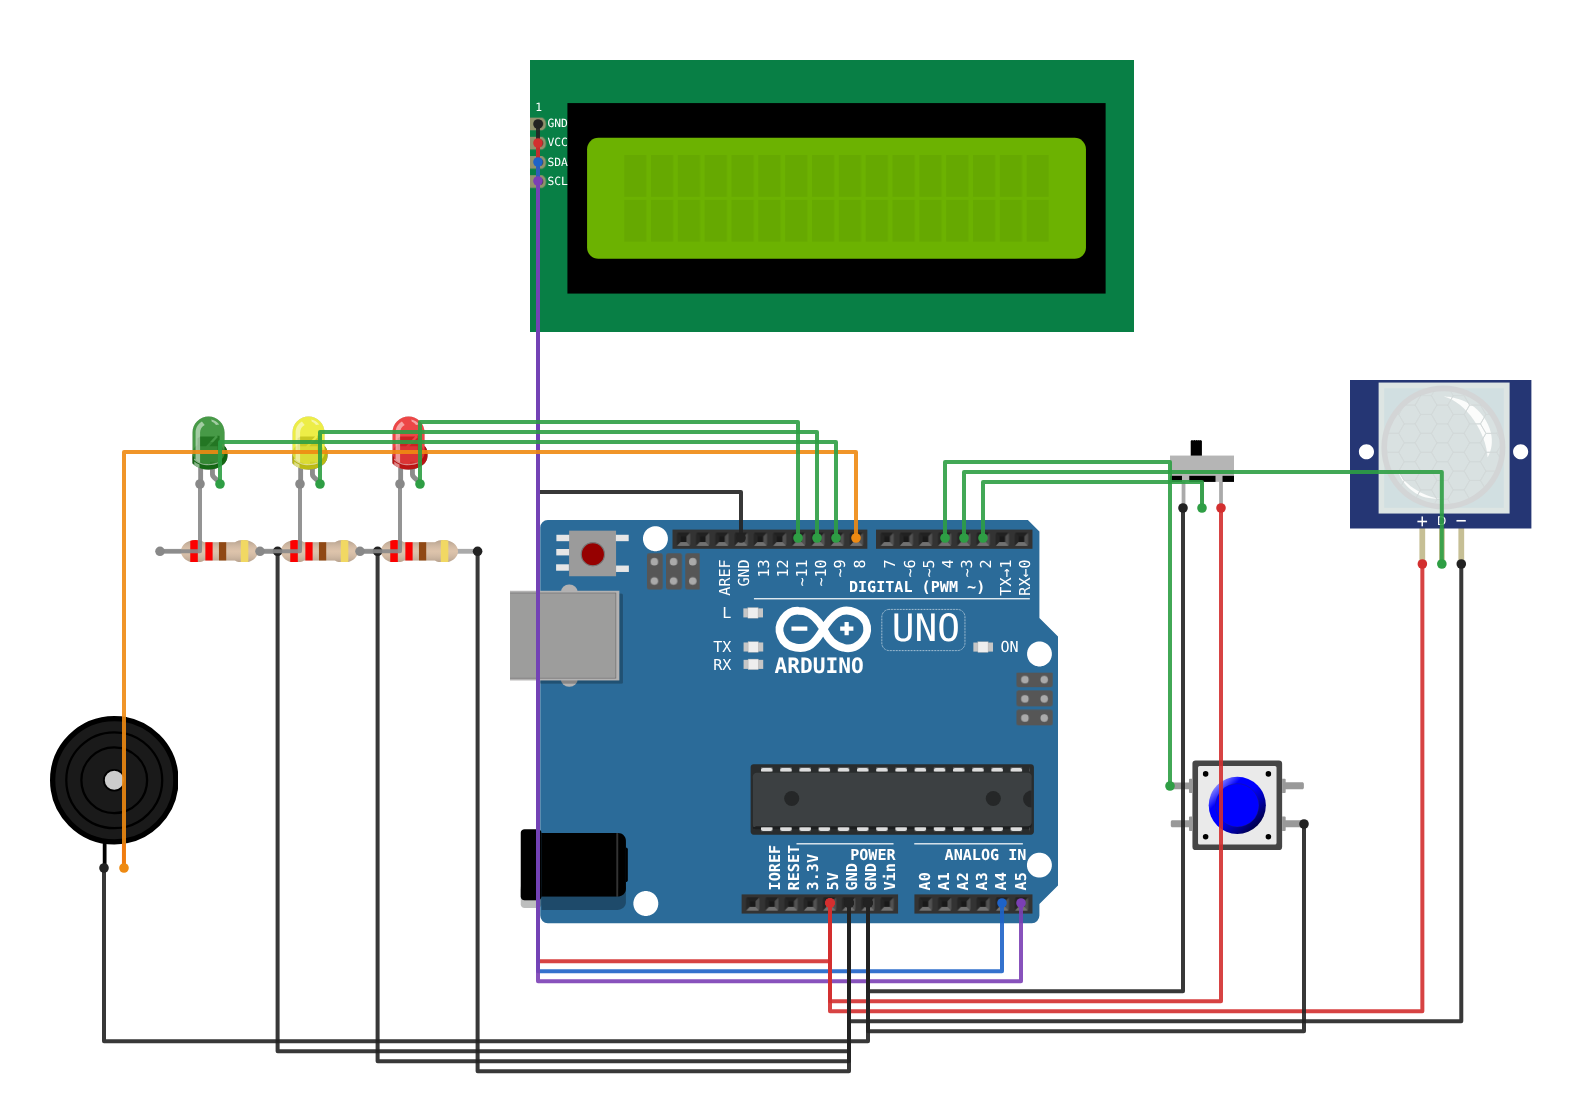 1
GND
VCC
SDA
SCL
+ D −
AREF
GND
13
12
~11
~10
~9
8
7
~6
~5
4
~3
2
TX→1
RX←0
DIGITAL (PWM ~)
L
TX
RX
UNO
ON
ARDUINO
IOREF
RESET
3.3V
5V
GND
GND
Vin
POWER
ANALOG IN
A0
A1
A2
A3
A4
A5